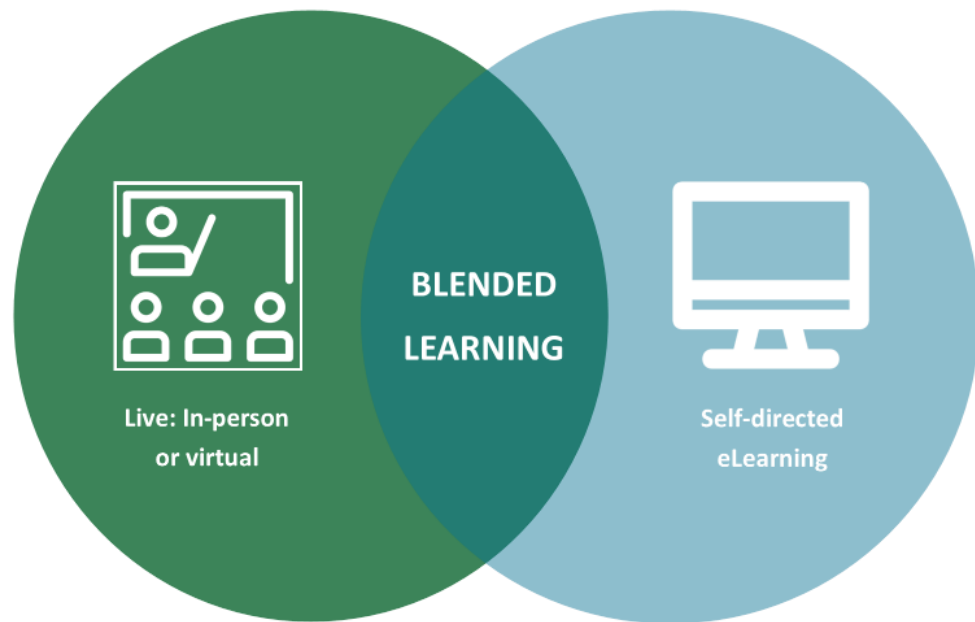 Live: In-person
or virtual
BLENDED
LEARNING
Self-directed
eLearning